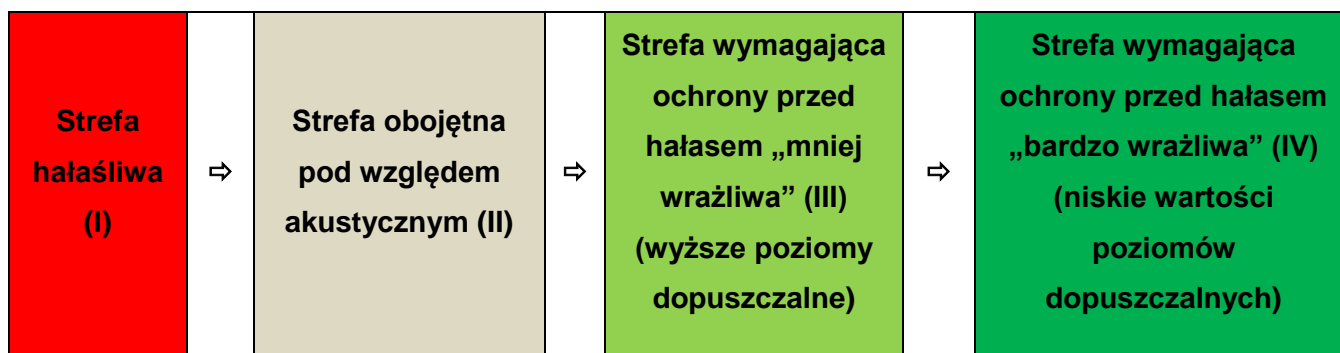 Strefa
hałaśliwa
(I)
⇨
Strefa obojętna
pod względem
akustycznym (II)
⇨
Strefa wymagająca
ochrony przed
hałasem „mniej
wrażliwa” (III)
(wyższe poziomy
dopuszczalne)
⇨
Strefa wymagająca
ochrony przed hałasem
„bardzo wrażliwa” (IV)
(niskie wartości
poziomów
dopuszczalnych)